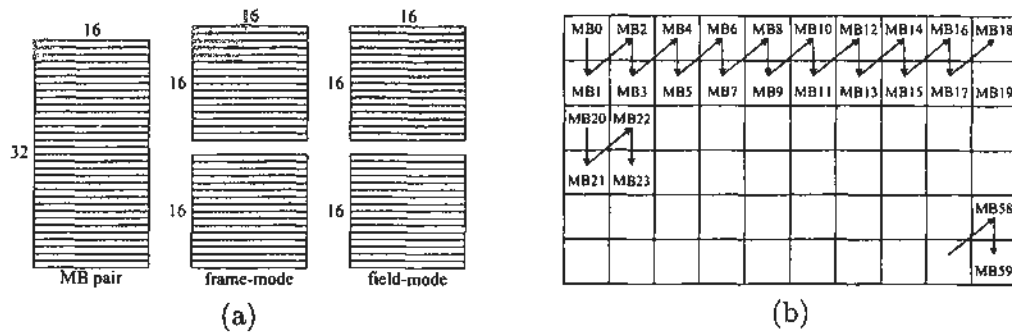 16 16 16
16 16
32
16 16
MB pair frame-mode field-mode
(a)
MB0 MB2 MB4 MB6 MB8 MB10 MB12 MB14 MB16 MB18
MB1 MB3 MB5 MB7 MB9 MB11 MB13 MB15 MB17 MB19
MB20 MB22
MB21 MB23
MB58
MB59
(b)